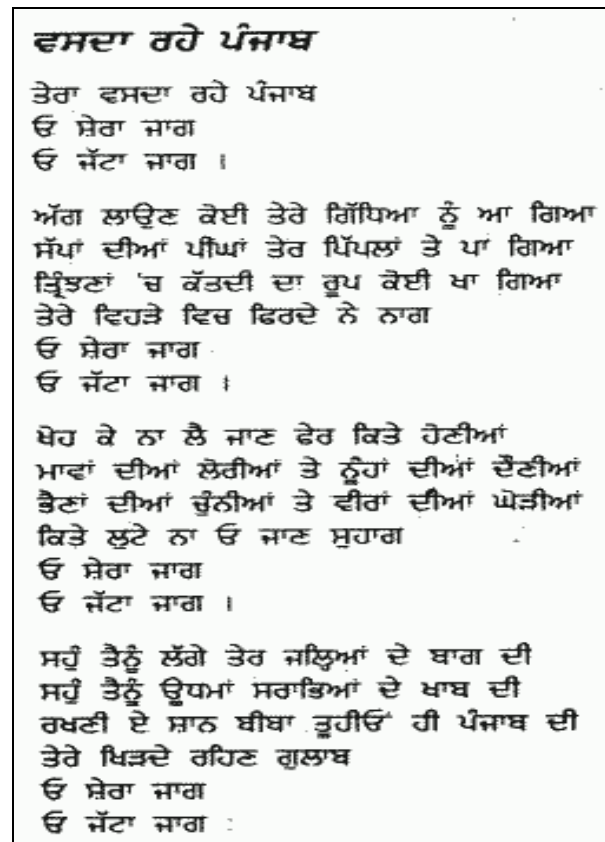 ਵਸਦਾ ਰਹੇ ਪੰਜਾਬ
ਤੇਰਾ ਵਸਦਾ ਰਹੇ ਪੰਜਾਬ
ਓ ਸ਼ੇਰਾ ਜਾਗ
ਓ ਜੱਟਾ ਜਾਗ ।
ਅੱਗ ਲਾਉਣ ਕੋਈ ਤੇਰੇ ਗਿੱਧਿਆ ਨੂੰ ਆ ਗਿਆ
ਸੱਪਾਂ ਦੀਆਂ ਪੀਂਘਾਂ ਤੇਰ ਪਿੱਪਲਾਂ ਤੇ ਪਾ ਗਿਆ
ਤ੍ਰਿੰਝਣਾਂ 'ਚ ਕੱਤਦੀ ਦਾ ਰੂਪ ਕੋਈ ਖਾ ਗਿਆ
ਤੇਰੇ ਵਿਹੜੇ ਵਿਚ ਫਿਰਦੇ ਨੇ ਨਾਗ
ਓ ਸ਼ੇਰਾ ਜਾਗ
ਓ ਜੱਟਾ ਜਾਗ ।
ਖੋਹ ਕੇ ਨਾ ਲੈ ਜਾਣ ਫੇਰ ਕਿਤੇ ਹੋਣੀਆਂ
ਮਾਵਾਂ ਦੀਆਂ ਲੋਰੀਆਂ ਤੇ ਨੂੰਹਾਂ ਦੀਆਂ ਦੌਣੀਆਂ
ਭੈਣਾਂ ਦੀਆਂ ਚੁੰਨੀਆਂ ਤੇ ਵੀਰਾਂ ਦੀਆਂ ਘੋੜੀਆਂ
ਕਿਤੇ ਲੁਟੇ ਨਾ ਓ ਜਾਣ ਸੁਹਾਗ
ਓ ਸ਼ੇਰਾ ਜਾਗ
ਓ ਜੱਟਾ ਜਾਗ ।
ਸਹੁੰ ਤੈਨੂੰ ਲੱਗੇ ਤੇਰ ਜਲ੍ਹਿਆਂ ਦੇ ਬਾਗ ਦੀ
ਸਹੁੰ ਤੈਨੂੰ ਊਧਮਾਂ ਸਰਾਭਿਆਂ ਦੇ ਖਾਬ ਦੀ
ਰਖਣੀ ਏ ਸ਼ਾਨ ਬੀਬਾ ਤੂਹੀਓਂ ਹੀ ਪੰਜਾਬ ਦੀ
ਤੇਰੇ ਖਿੜਦੇ ਰਹਿਣ ਗੁਲਾਬ
ਓ ਸ਼ੇਰਾ ਜਾਗ
ਓ ਜੱਟਾ ਜਾਗ :